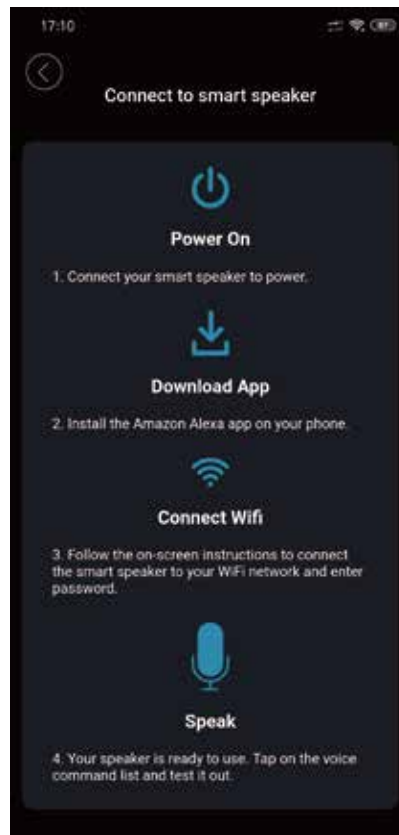 17:10
Connect to smart speaker
Power On
1. Connect your smart speaker to power.
Download App
2. Install the Amazon Alexa app on your phone
Connect Wifi
3. Follow the on-screen instructions to connect
the smart speaker to your WiFi network and enter
password.
Speak
4. Your speaker is ready to use. Tap on the voice
command list and test it out.